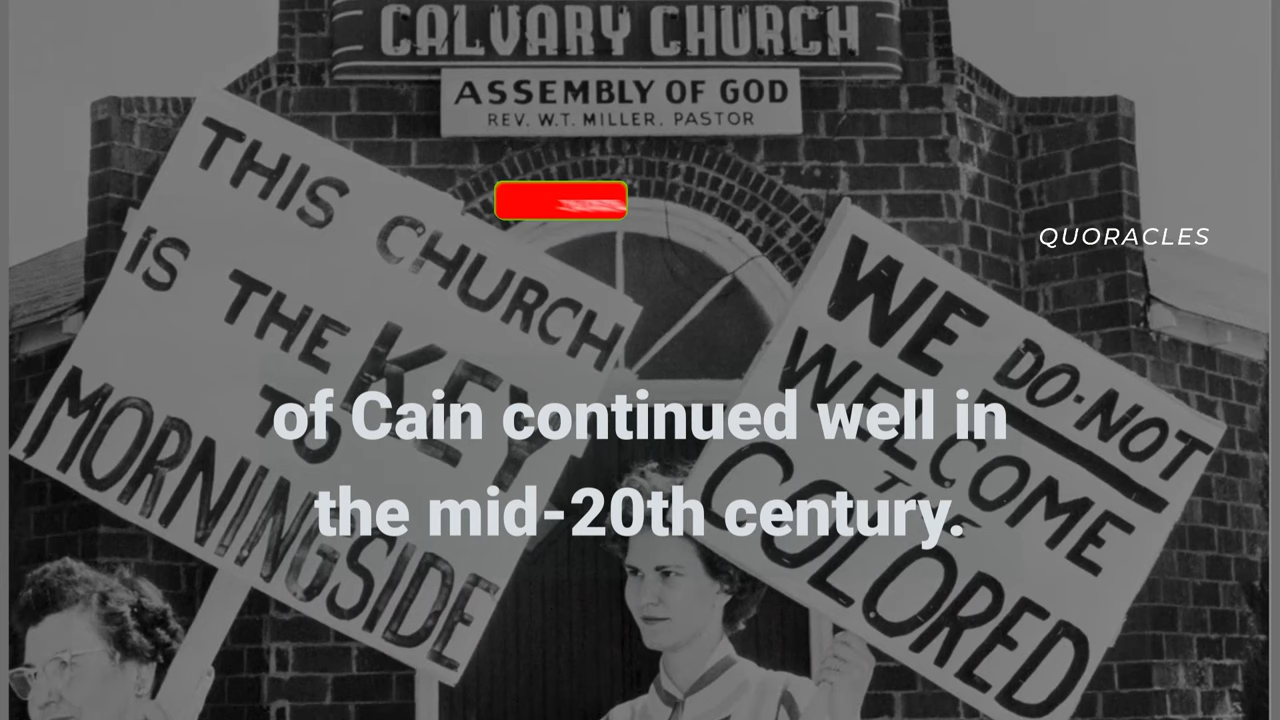 CALVARY CHURCH
ASSEMBLY OF GOD
REV. W.T. MILLER. PASTOR
THIS CHURCH
IS THE KEY
TO
MORNINGSIDE
QUORACLES
WE DO·NOT
WELCOME
THE
COLORED
of Cain continued well in
the mid-20th century.